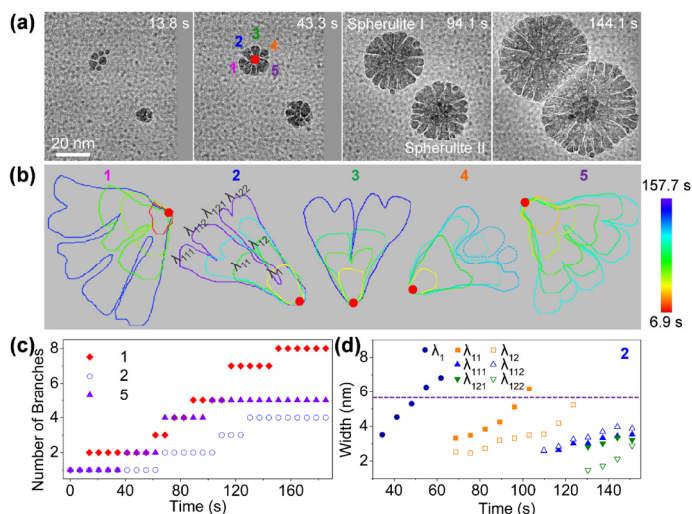 (a)
13.8 s
43.3 s
94.1 s
144.1 s
1
2
3
4
5
Spherulite I
Spherulite II
20 nm
(b)
1
2
3
4
5
λ₁₁₁
λ₁₁₂
λ₁₂₁
λ₁₂₂
λ₁₁
λ₁₂
λ₁
157.7 s
6.9 s
(c)
Number of Branches
8
6
4
2
1
2
5
0
40
80
120
160
Time (s)
(d)
Width (nm)
8
6
4
2
2
λ₁
λ₁₁
λ₁₂
λ₁₁₁
λ₁₁₂
λ₁₂₁
λ₁₂₂
40
60
80
100
120
140
Time (s)